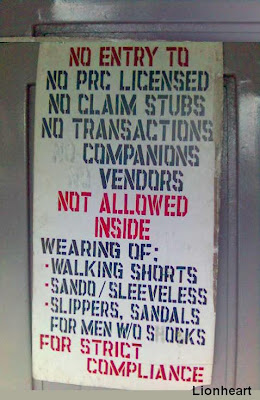 NO ENTRY TO
NO PRC LICENSED
NO CLAIM STUBS
NO TRANSACTIONS
NO COMPANIONS
VENDORS
NOT ALLOWED
INSIDE
WEARING OF:
·WALKING SHORTS
·SANDO/SLEEVELESS
·SLIPPERS, SANDALS
FOR MEN W/O SHOCKS
FOR STRICT
COMPLIANCE
Lionheart